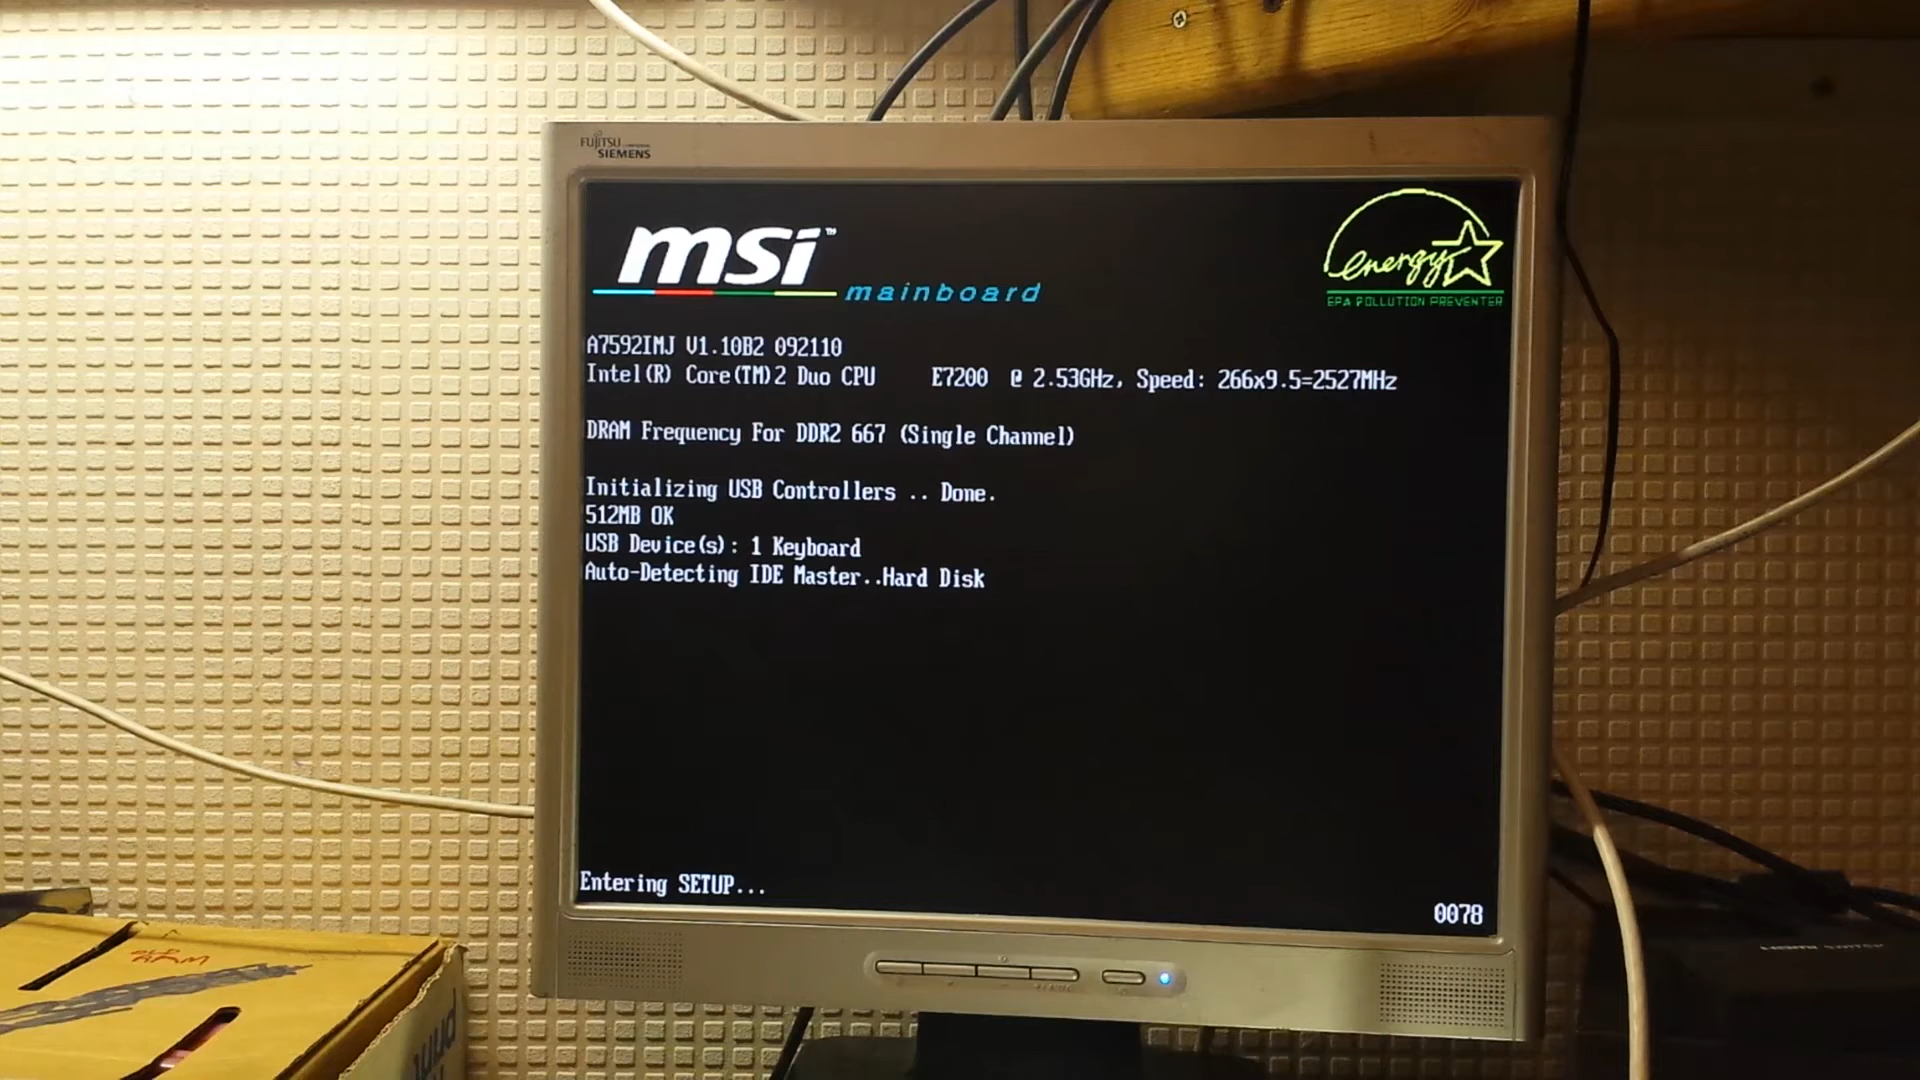 FUJITSU
SIEMENS
msi™
mainboard
energy
EPA POLLUTION PREVENTER
A7592IMJ V1.10B2 092110
Intel(R) Core(TM)2 Duo CPU E7200 @ 2.53GHz, Speed: 266x9.5=2527MHz
DRAM Frequency For DDR2 667 (Single Channel)
Initializing USB Controllers .. Done.
512MB OK
USB Device(s): 1 Keyboard
Auto-Detecting IDE Master..Hard Disk
Entering SETUP...
0078
RAM